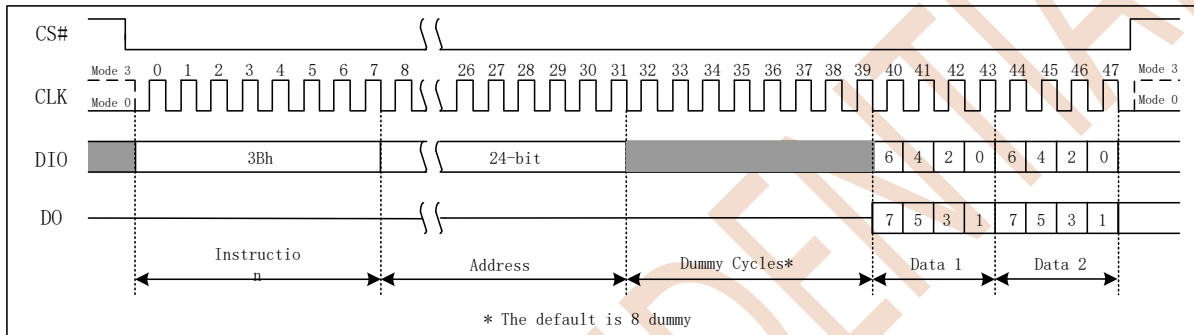 CS#
Mode 3 0 1 2 3 4 5 6 7 8 26 27 28 29 30 31 32 33 34 35 36 37 38 39 40 41 42 43 44 45 46 47 Mode 3
CLK
Mode 0 Mode 0
DIO 3Bh 24-bit 6 4 2 0 6 4 2 0
DO 7 5 3 1 7 5 3 1
Instructio
n
Address Dummy Cycles* Data 1 Data 2
* The default is 8 dummy